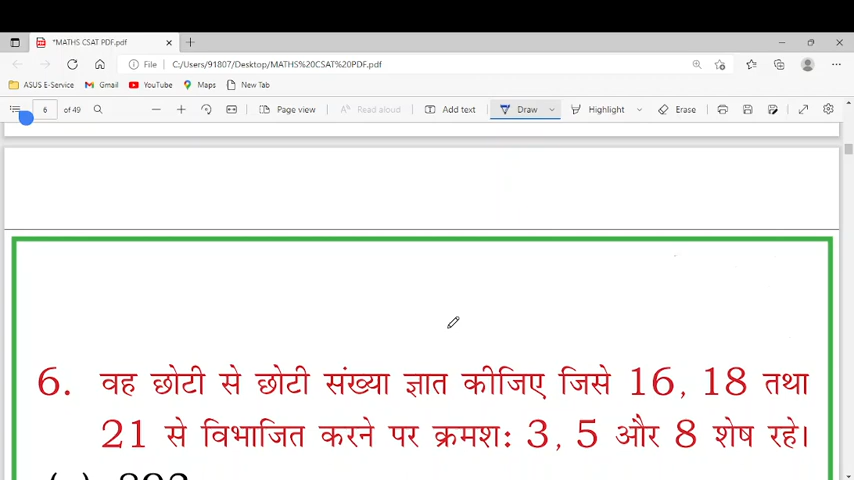 *MATHS CSAT PDF.pdf
File C:/Users/91807/Desktop/MATHS%20CSAT%20PDF.pdf
ASUS E-Service Gmail YouTube Maps New Tab
6 of 49 Page view Read aloud Add text Draw Highlight Erase
6. वह छोटी से छोटी संख्या ज्ञात कीजिए जिसे 16, 18 तथा
21 से विभाजित करने पर क्रमश: 3, 5 और 8 शेष रहे।